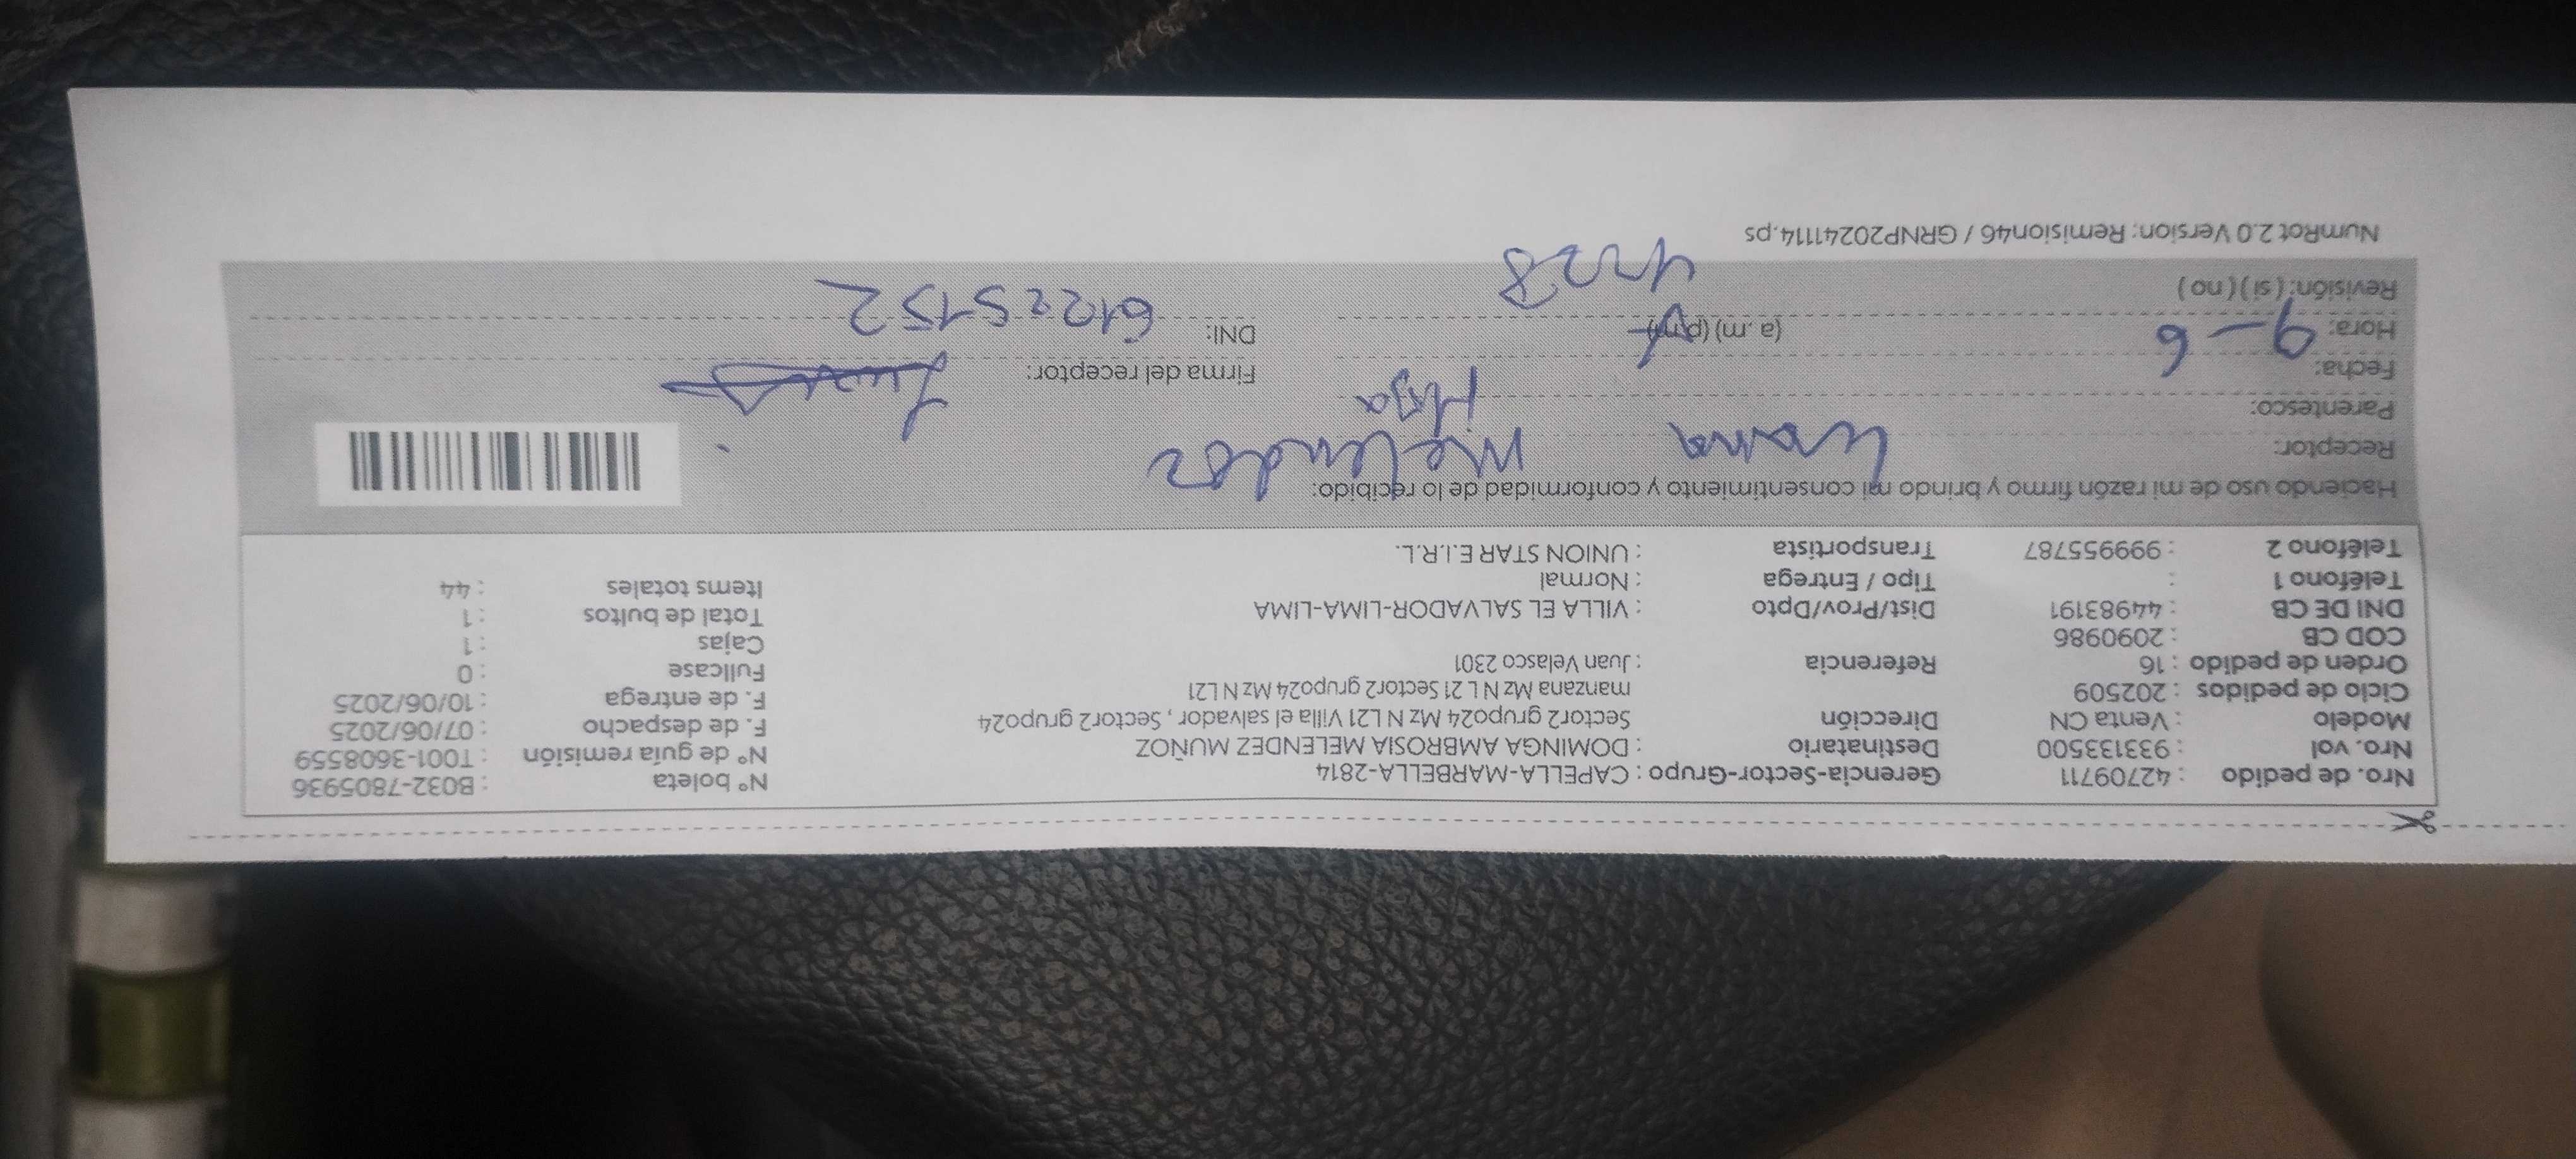 Nro. de pedido : 42709711 Gerencia-Sector-Grupo : CAPELLA-MARBELLA-2814 N° boleta : B032-7805936
Nro. vol : 933133500 Destinatario : DOMINGA AMBROSIA MELENDEZ MUÑOZ N° de guía remisión : T001-3608559
Modelo : Venta CN Dirección Sector2 grupo24 Mz N L21 Villa el salvador , Sector2 grupo24 F. de despacho : 07/06/2025
Ciclo de pedidos : 202509 manzana Mz N L 21 Sector2 grupo24 Mz N L21 F. de entrega : 10/06/2025
Orden de pedido : 16 Referencia : Juan Velasco 2301 Fullcase : 0
COD CB : 2090986 Cajas : 1
DNI DE CB : 44983191 Dist/Prov/Dpto : VILLA EL SALVADOR-LIMA-LIMA Total de bultos : 1
Teléfono 1 : Tipo / Entrega : Normal Items totales : 44
Teléfono 2 : 999955787 Transportista : UNION STAR E.I.R.L.
Haciendo uso de mi razón firmo y brindo mi consentimiento y conformidad de lo recibido:
Receptor: Melendez
Parentesco: Hija
Fecha: 9-6 Firma del receptor:
Hora: (a .m) (p.m) DNI: 61225152
Revisión: ( si ) ( no ) 4228
NumRot 2.0 Version: Remision46 / GRNP20241114.ps